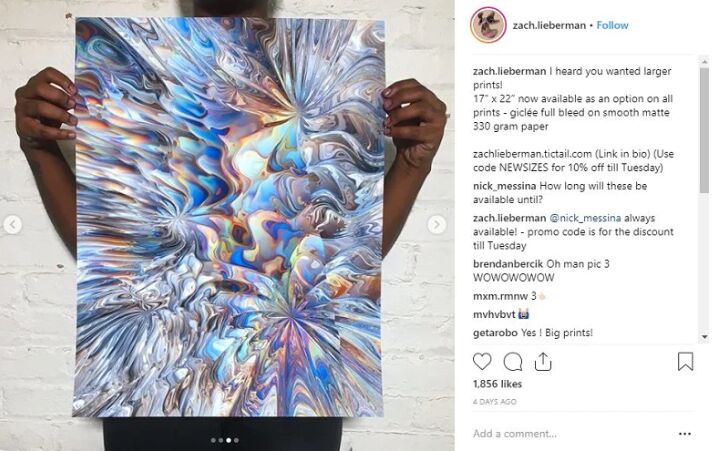 zach.lieberman • Follow
zach.lieberman I heard you wanted larger
prints!
17" x 22" now available as an option on all
prints - giclée full bleed on smooth matte
330 gram paper
zachlieberman.tictail.com (Link in bio) (Use
code NEWSIZES for 10% off till Tuesday)
nick_messina How long will these be
available until?
zach.lieberman @nick_messina always
available! - promo code is for the discount
till Tuesday
brendanbercik Oh man pic 3
WOWOWOWOW
mxm.rmnw 3👆🏻
mvhvbvt 🙌
getarobo Yes ! Big prints!
1,856 likes
4 DAYS AGO
Add a comment...